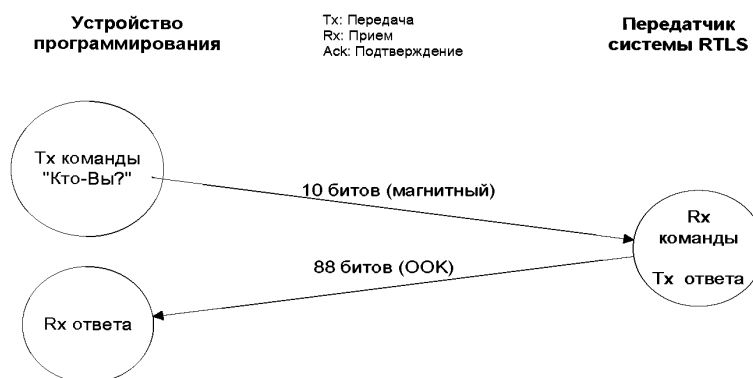 Устройство
программирования
Tx: Передача
Rx: Прием
Ack: Подтверждение
Передатчик
системы RTLS
Tx команды
"Кто-Вы?"
10 битов (магнитный)
Rx
команды
Tx ответа
88 битов (OOK)
Rx ответа